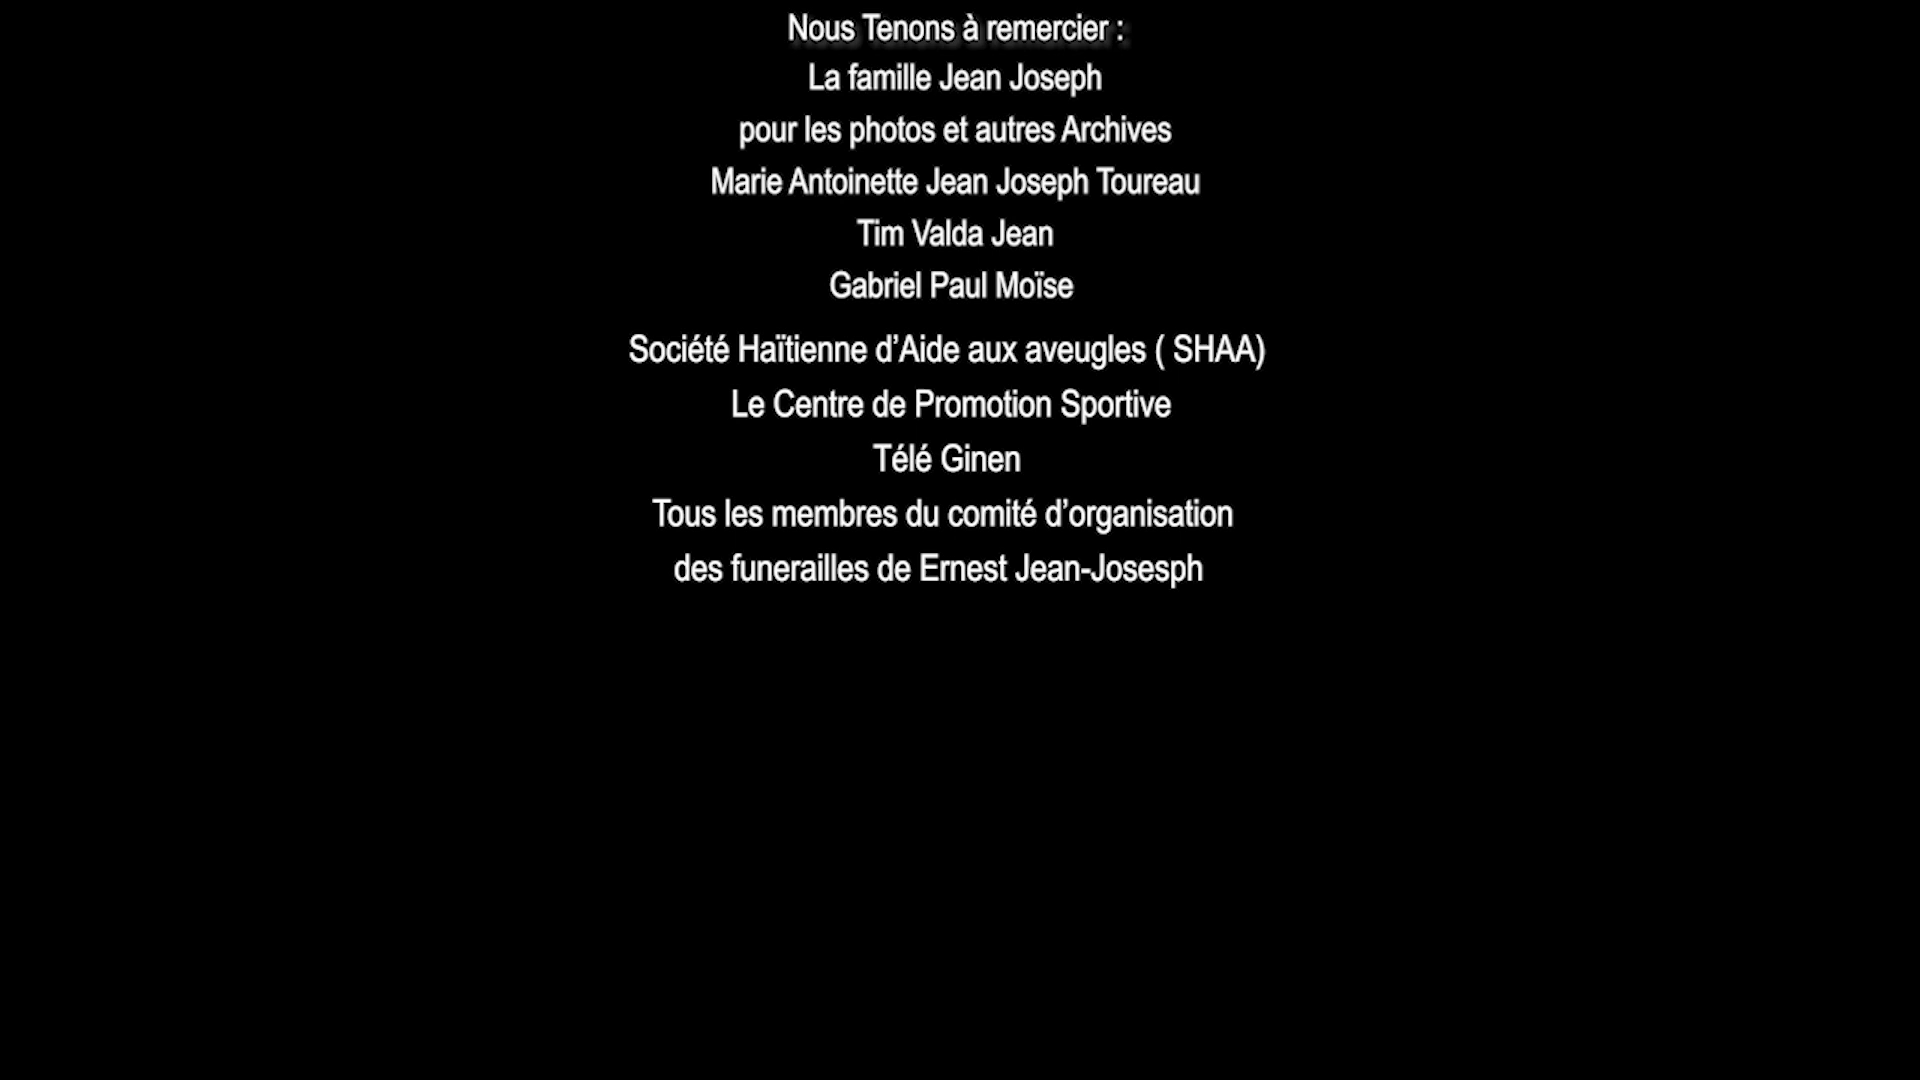 Nous Tenons à remercier :
La famille Jean Joseph
pour les photos et autres Archives
Marie Antoinette Jean Joseph Toureau
Tim Valda Jean
Gabriel Paul Moïse
Société Haïtienne d’Aide aux aveugles ( SHAA)
Le Centre de Promotion Sportive
Télé Ginen
Tous les membres du comité d’organisation
des funerailles de Ernest Jean-Josesph